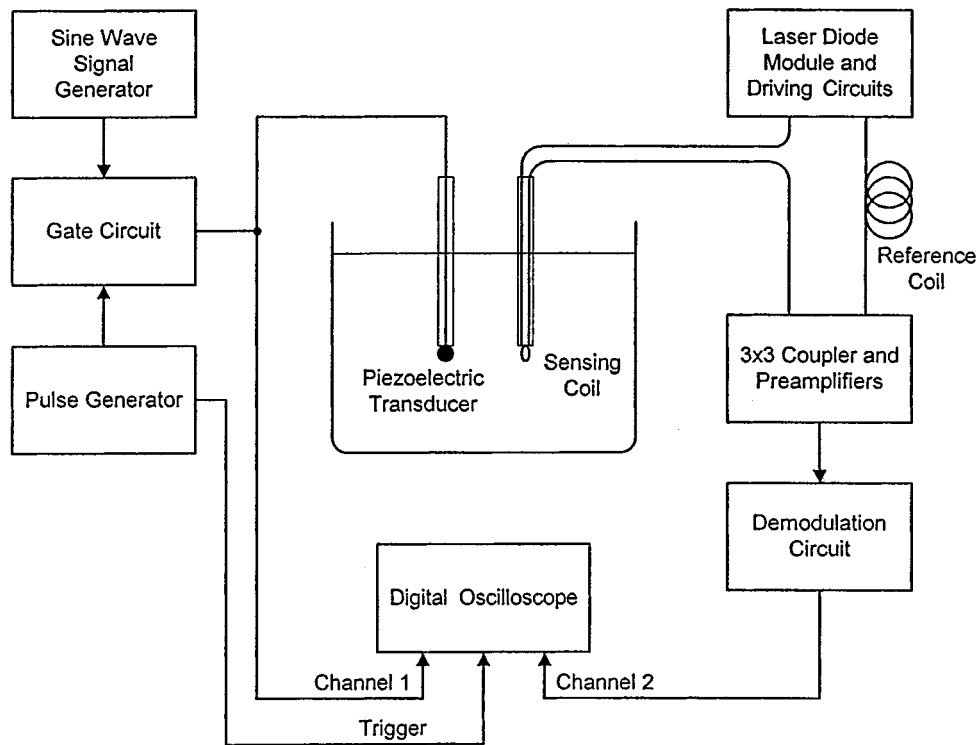 Sine Wave
Signal
Generator
Laser Diode
Module and
Driving Circuits
Gate Circuit
Reference
Coil
Pulse Generator
Piezoelectric
Transducer
Sensing
Coil
3x3 Coupler and
Preamplifiers
Demodulation
Circuit
Digital Oscilloscope
Channel 1
Channel 2
Trigger